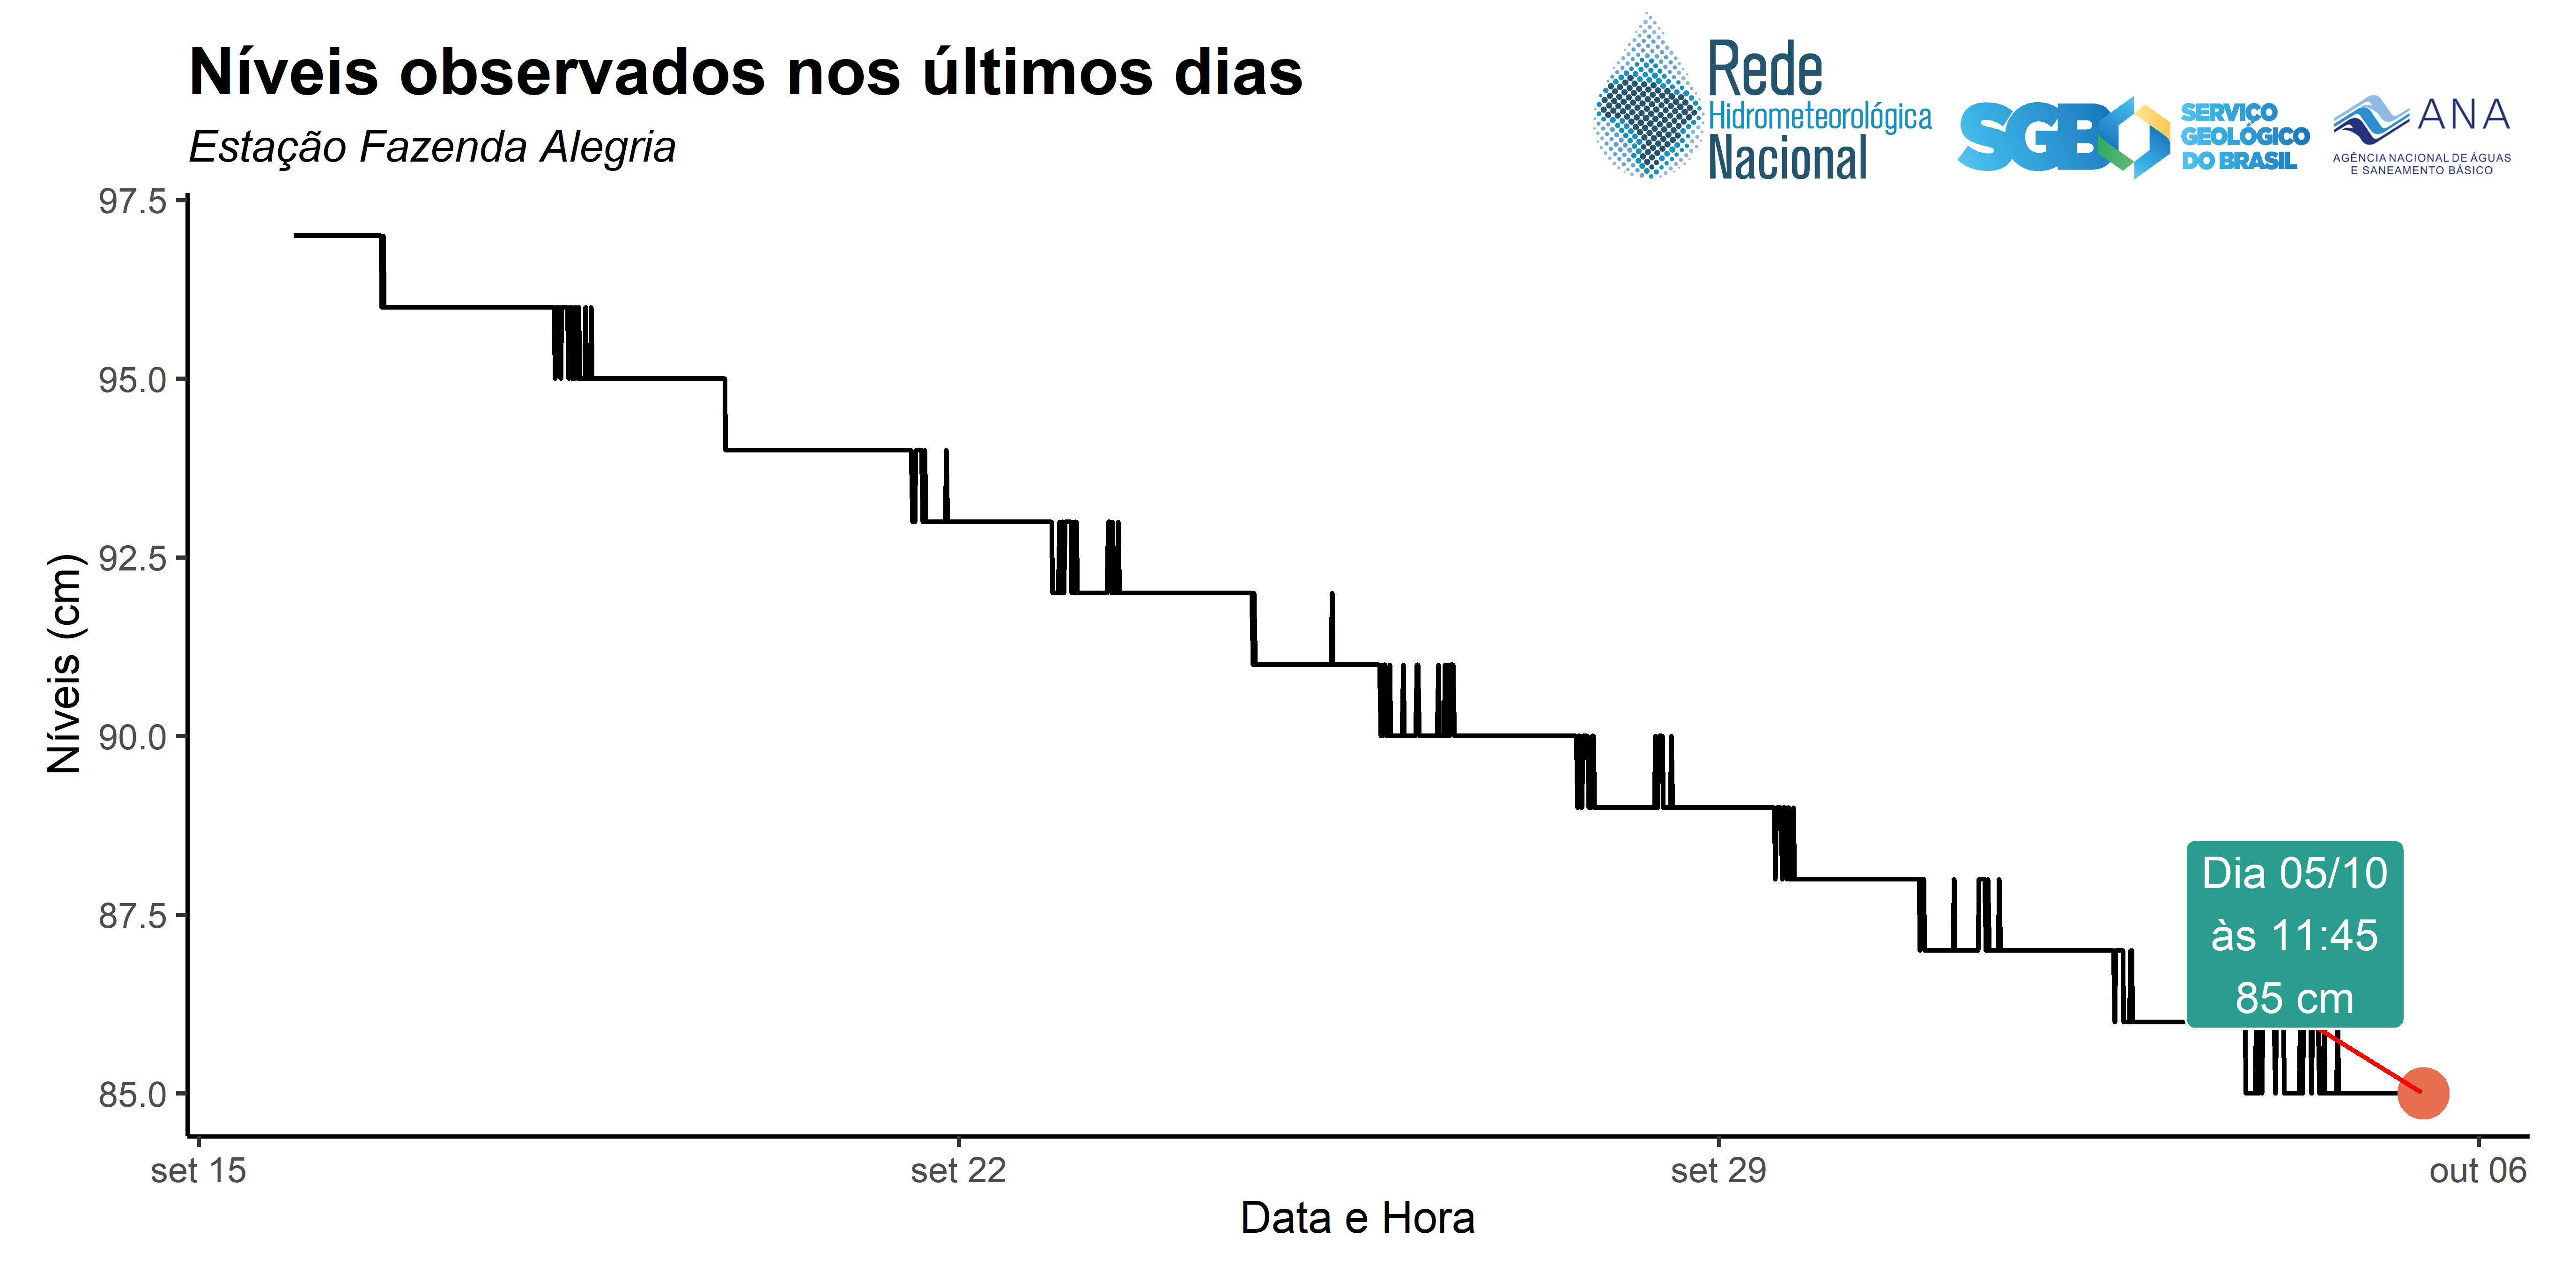 Níveis observados nos últimos dias
Estação Fazenda Alegria
Rede
Hidrometeorológica
Nacional
SGB
SERVIÇO
GEOLÓGICO
DO BRASIL
ANA
AGÊNCIA NACIONAL DE ÁGUAS
E SANEAMENTO BÁSICO
Níveis (cm)
97.5
95.0
92.5
90.0
87.5
85.0
Dia 05/10
às 11:45
85 cm
set 15
set 22
set 29
out 06
Data e Hora